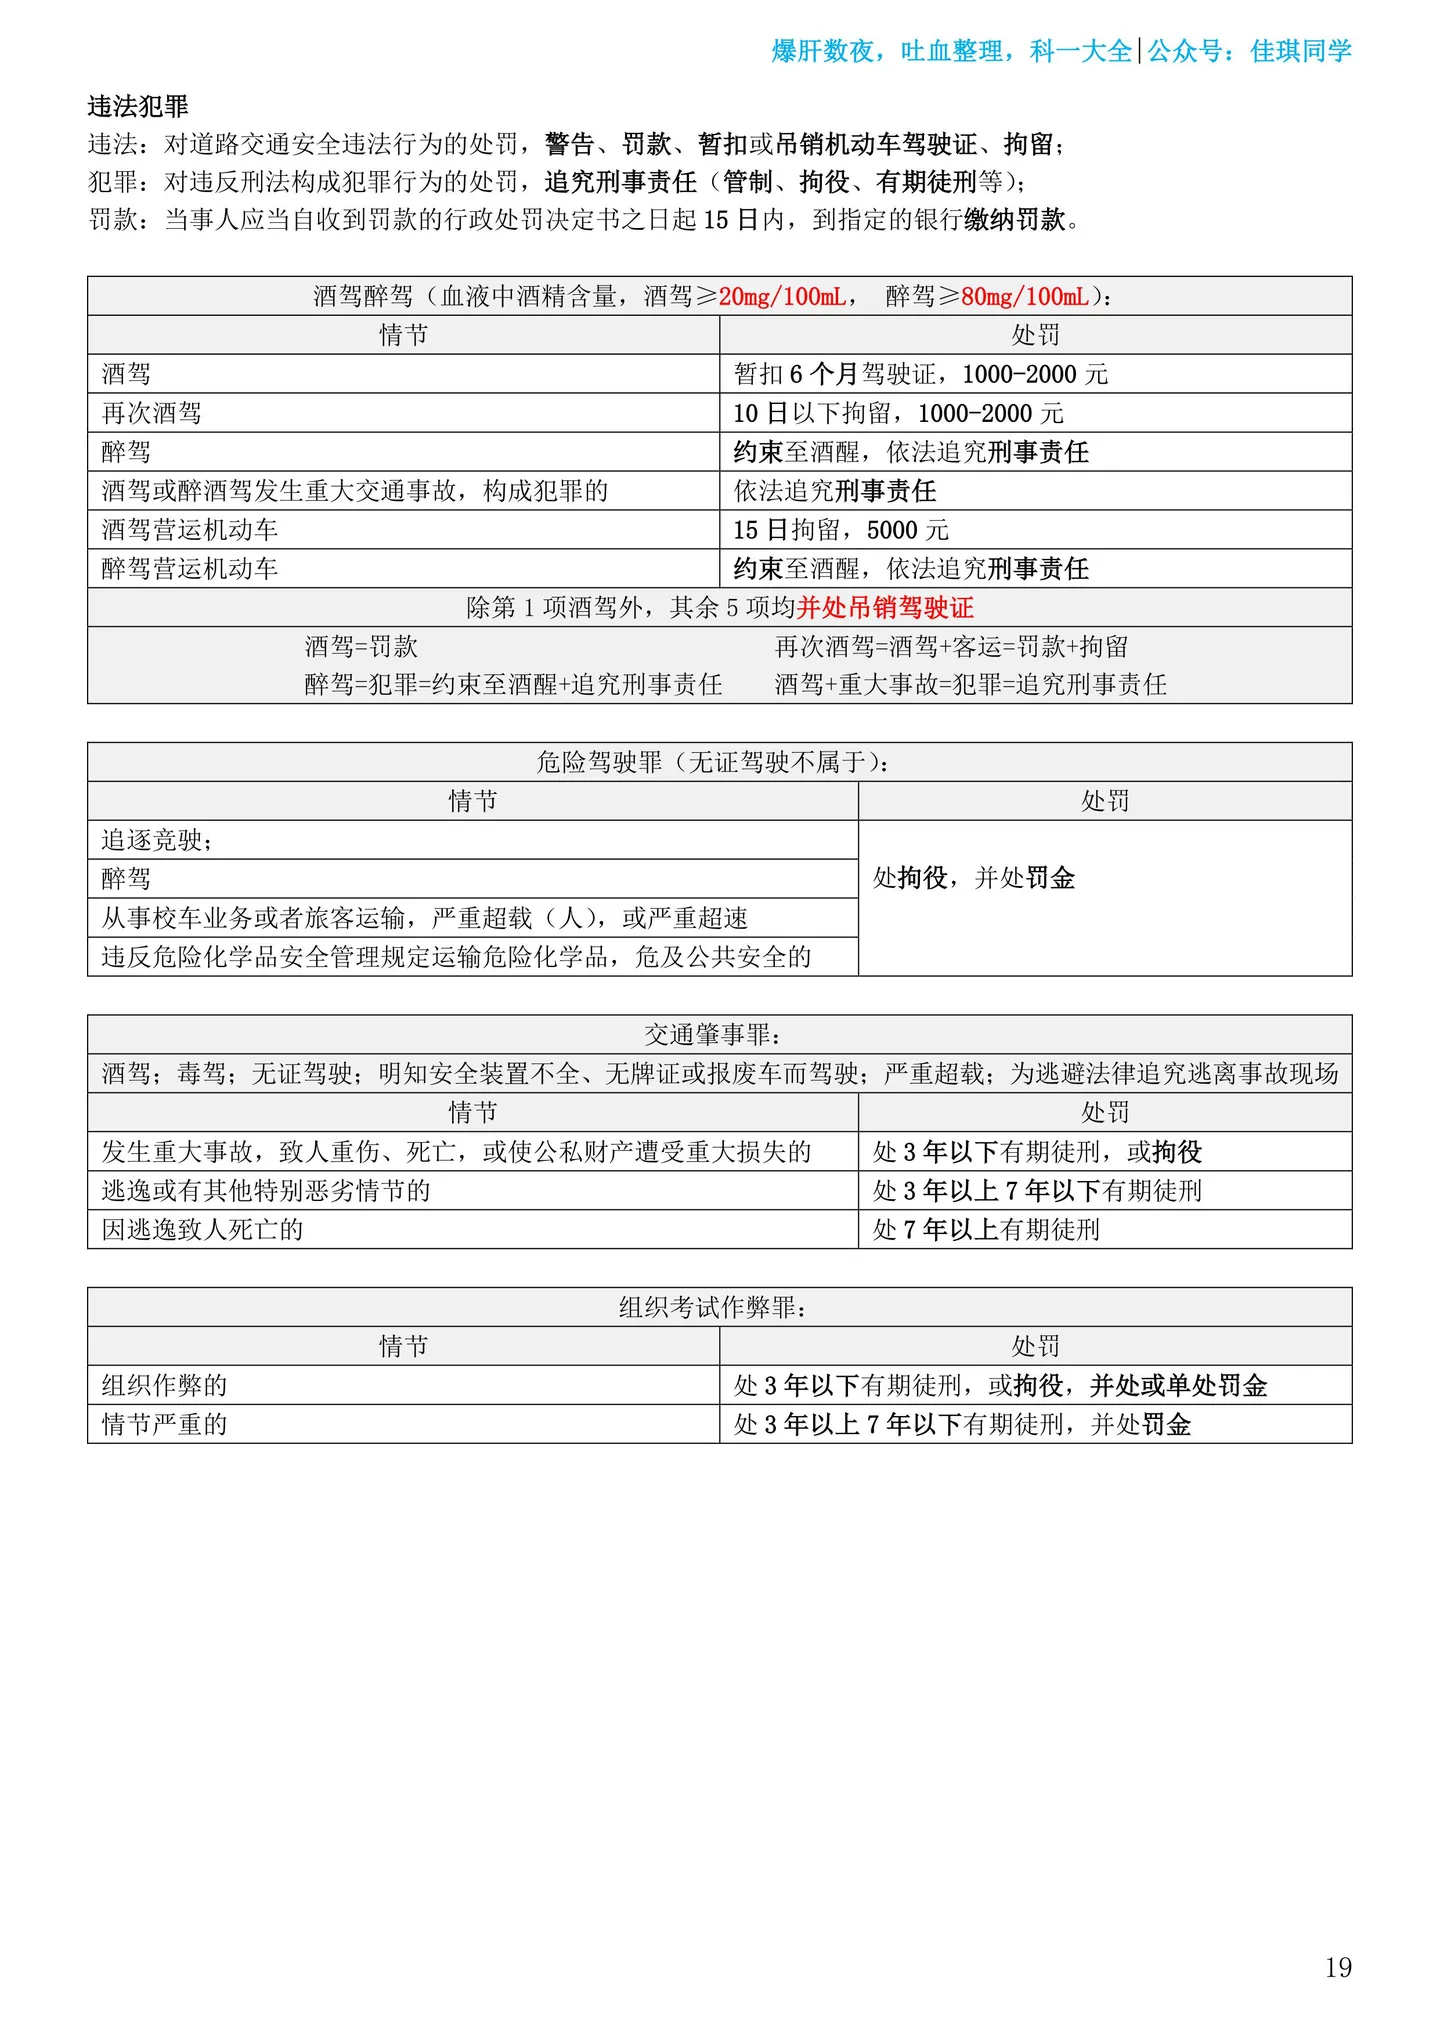 爆肝数夜，吐血整理，科一大全|公众号：佳琪同学
违法犯罪
违法：对道路交通安全违法行为的处罚，警告、罚款、暂扣或吊销机动车驾驶证、拘留；
犯罪：对违反刑法构成犯罪行为的处罚，追究刑事责任（管制、拘役、有期徒刑等）；
罚款：当事人应当自收到罚款的行政处罚决定书之日起 15 日内，到指定的银行缴纳罚款。
酒驾醉驾（血液中酒精含量，酒驾≥20mg/100mL， 醉驾≥80mg/100mL）：
情节 处罚
酒驾 暂扣 6 个月驾驶证，1000-2000 元
再次酒驾 10 日以下拘留，1000-2000 元
醉驾 约束至酒醒，依法追究刑事责任
酒驾或醉酒驾发生重大交通事故，构成犯罪的 依法追究刑事责任
酒驾营运机动车 15 日拘留，5000 元
醉驾营运机动车 约束至酒醒，依法追究刑事责任
除第 1 项酒驾外，其余 5 项均并处吊销驾驶证
酒驾=罚款 再次酒驾=酒驾+客运=罚款+拘留
醉驾=犯罪=约束至酒醒+追究刑事责任 酒驾+重大事故=犯罪=追究刑事责任
危险驾驶罪（无证驾驶不属于）：
情节 处罚
追逐竞驶；
醉驾 处拘役，并处罚金
从事校车业务或者旅客运输，严重超载（人），或严重超速
违反危险化学品安全管理规定运输危险化学品，危及公共安全的
交通肇事罪：
酒驾；毒驾；无证驾驶；明知安全装置不全、无牌证或报废车而驾驶；严重超载；为逃避法律追究逃离事故现场
情节 处罚
发生重大事故，致人重伤、死亡，或使公私财产遭受重大损失的 处 3 年以下有期徒刑，或拘役
逃逸或有其他特别恶劣情节的 处 3 年以上 7 年以下有期徒刑
因逃逸致人死亡的 处 7 年以上有期徒刑
组织考试作弊罪：
情节 处罚
组织作弊的 处 3 年以下有期徒刑，或拘役，并处或单处罚金
情节严重的 处 3 年以上 7 年以下有期徒刑，并处罚金
19